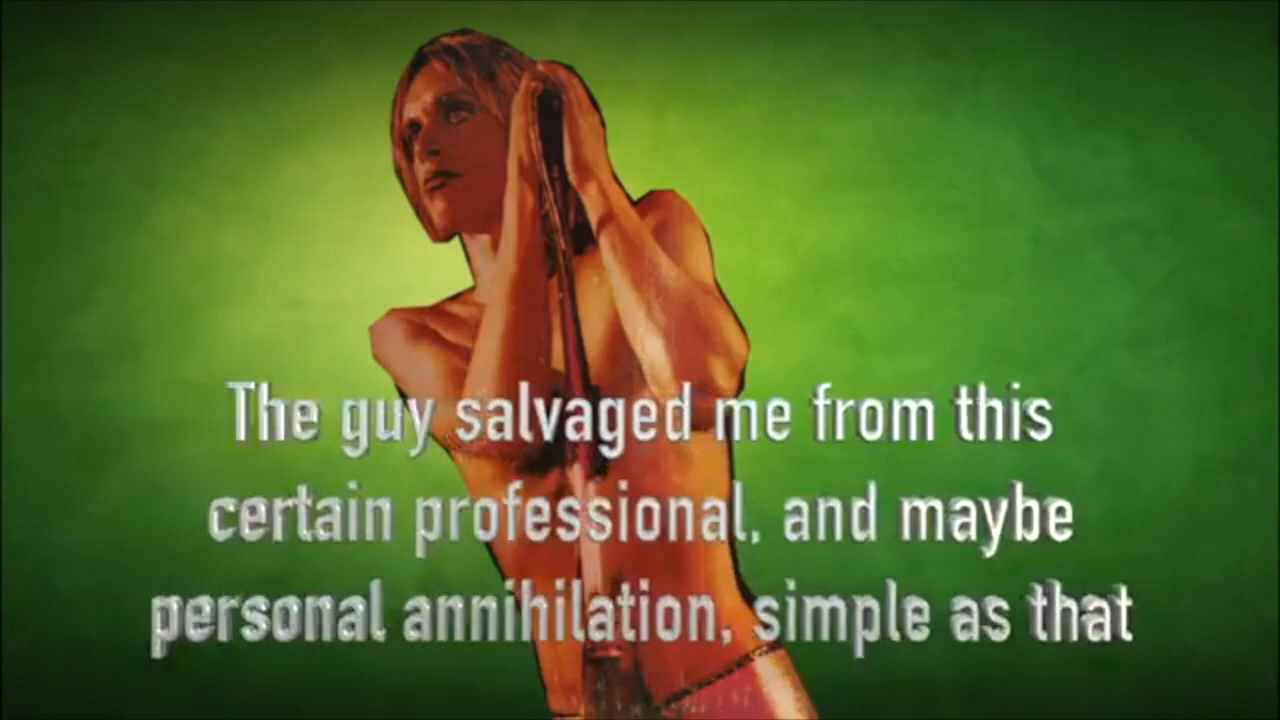 The guy salvaged me from this
certain professional, and maybe
personal annihilation, simple as that